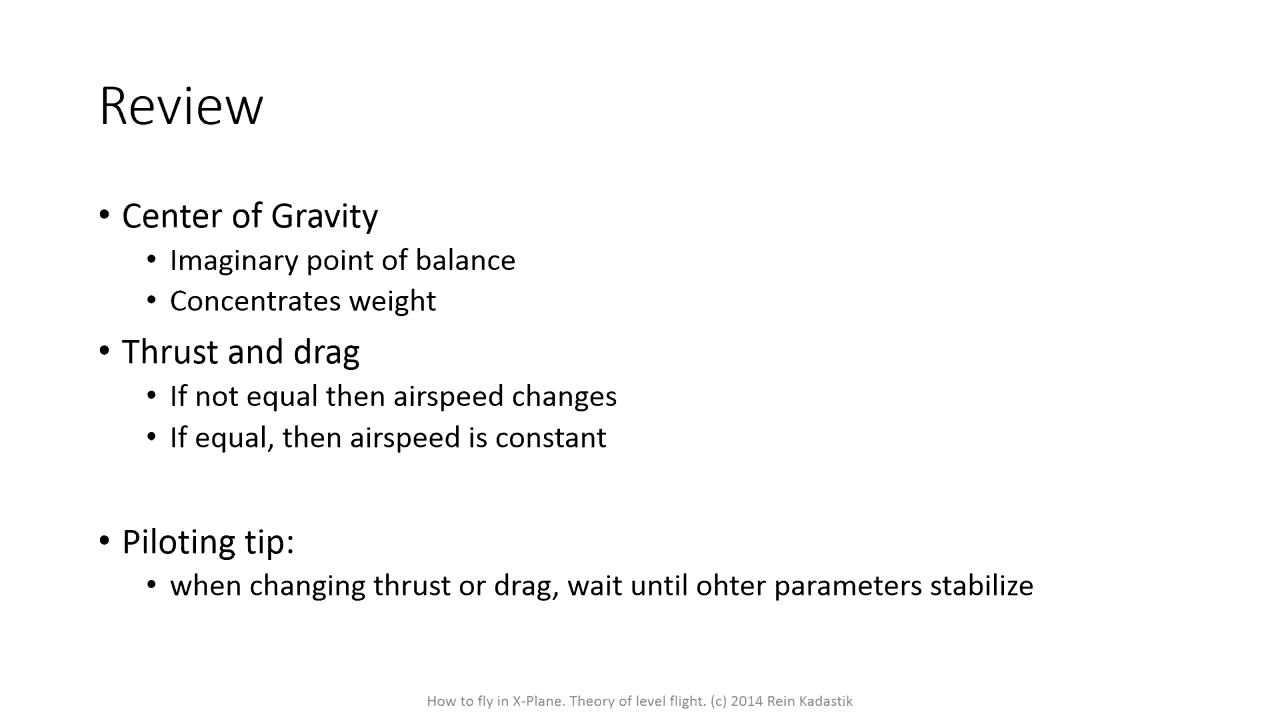 Review
• Center of Gravity
• Imaginary point of balance
• Concentrates weight
• Thrust and drag
• If not equal then airspeed changes
• If equal, then airspeed is constant
• Piloting tip:
• when changing thrust or drag, wait until ohter parameters stabilize
How to fly in X-Plane. Theory of level flight. (c) 2014 Rein Kadastik